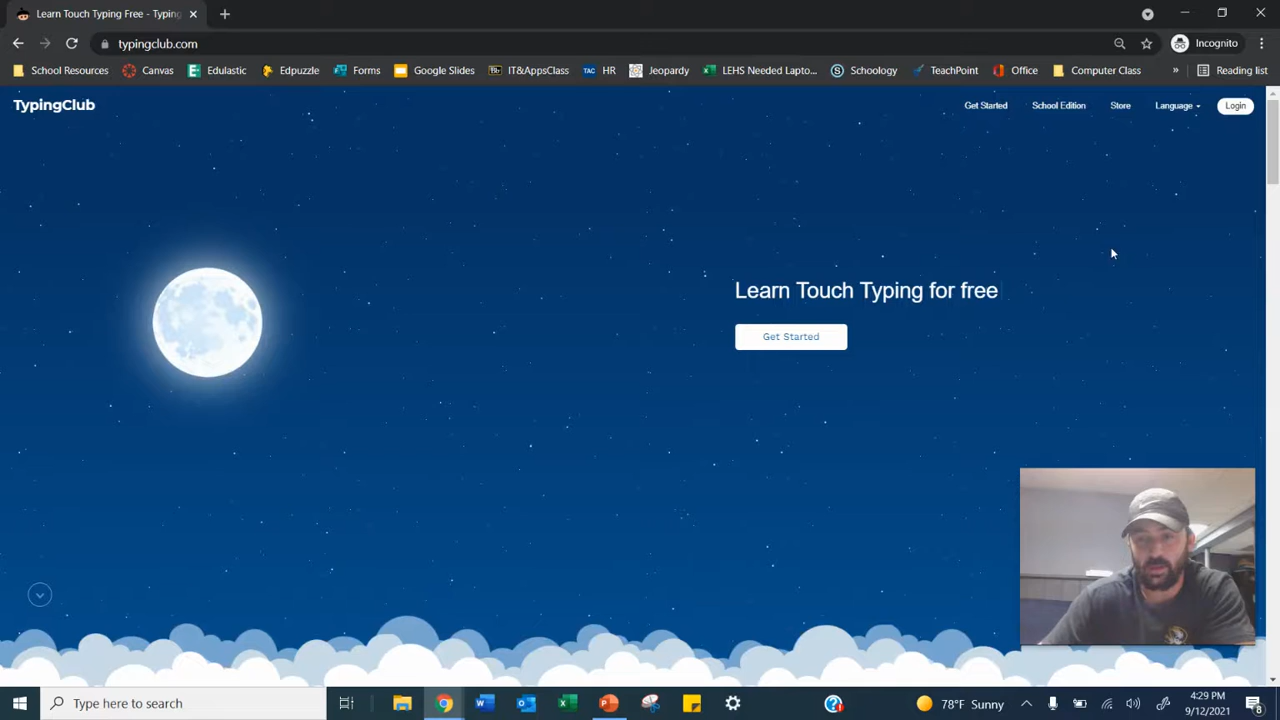 Learn Touch Typing Free - Typing
typingclub.com
Incognito
School Resources
Canvas
Edulastic
Edpuzzle
Forms
Google Slides
IT&AppsClass
TAC HR
Jeopardy
LEHS Needed Lapto...
Schoology
TeachPoint
Office
Computer Class
»
Reading list
TypingClub
Get Started
School Edition
Store
Language
Login
Learn Touch Typing for free
Get Started
Type here to search
78°F Sunny
4:29 PM
9/12/2021
8